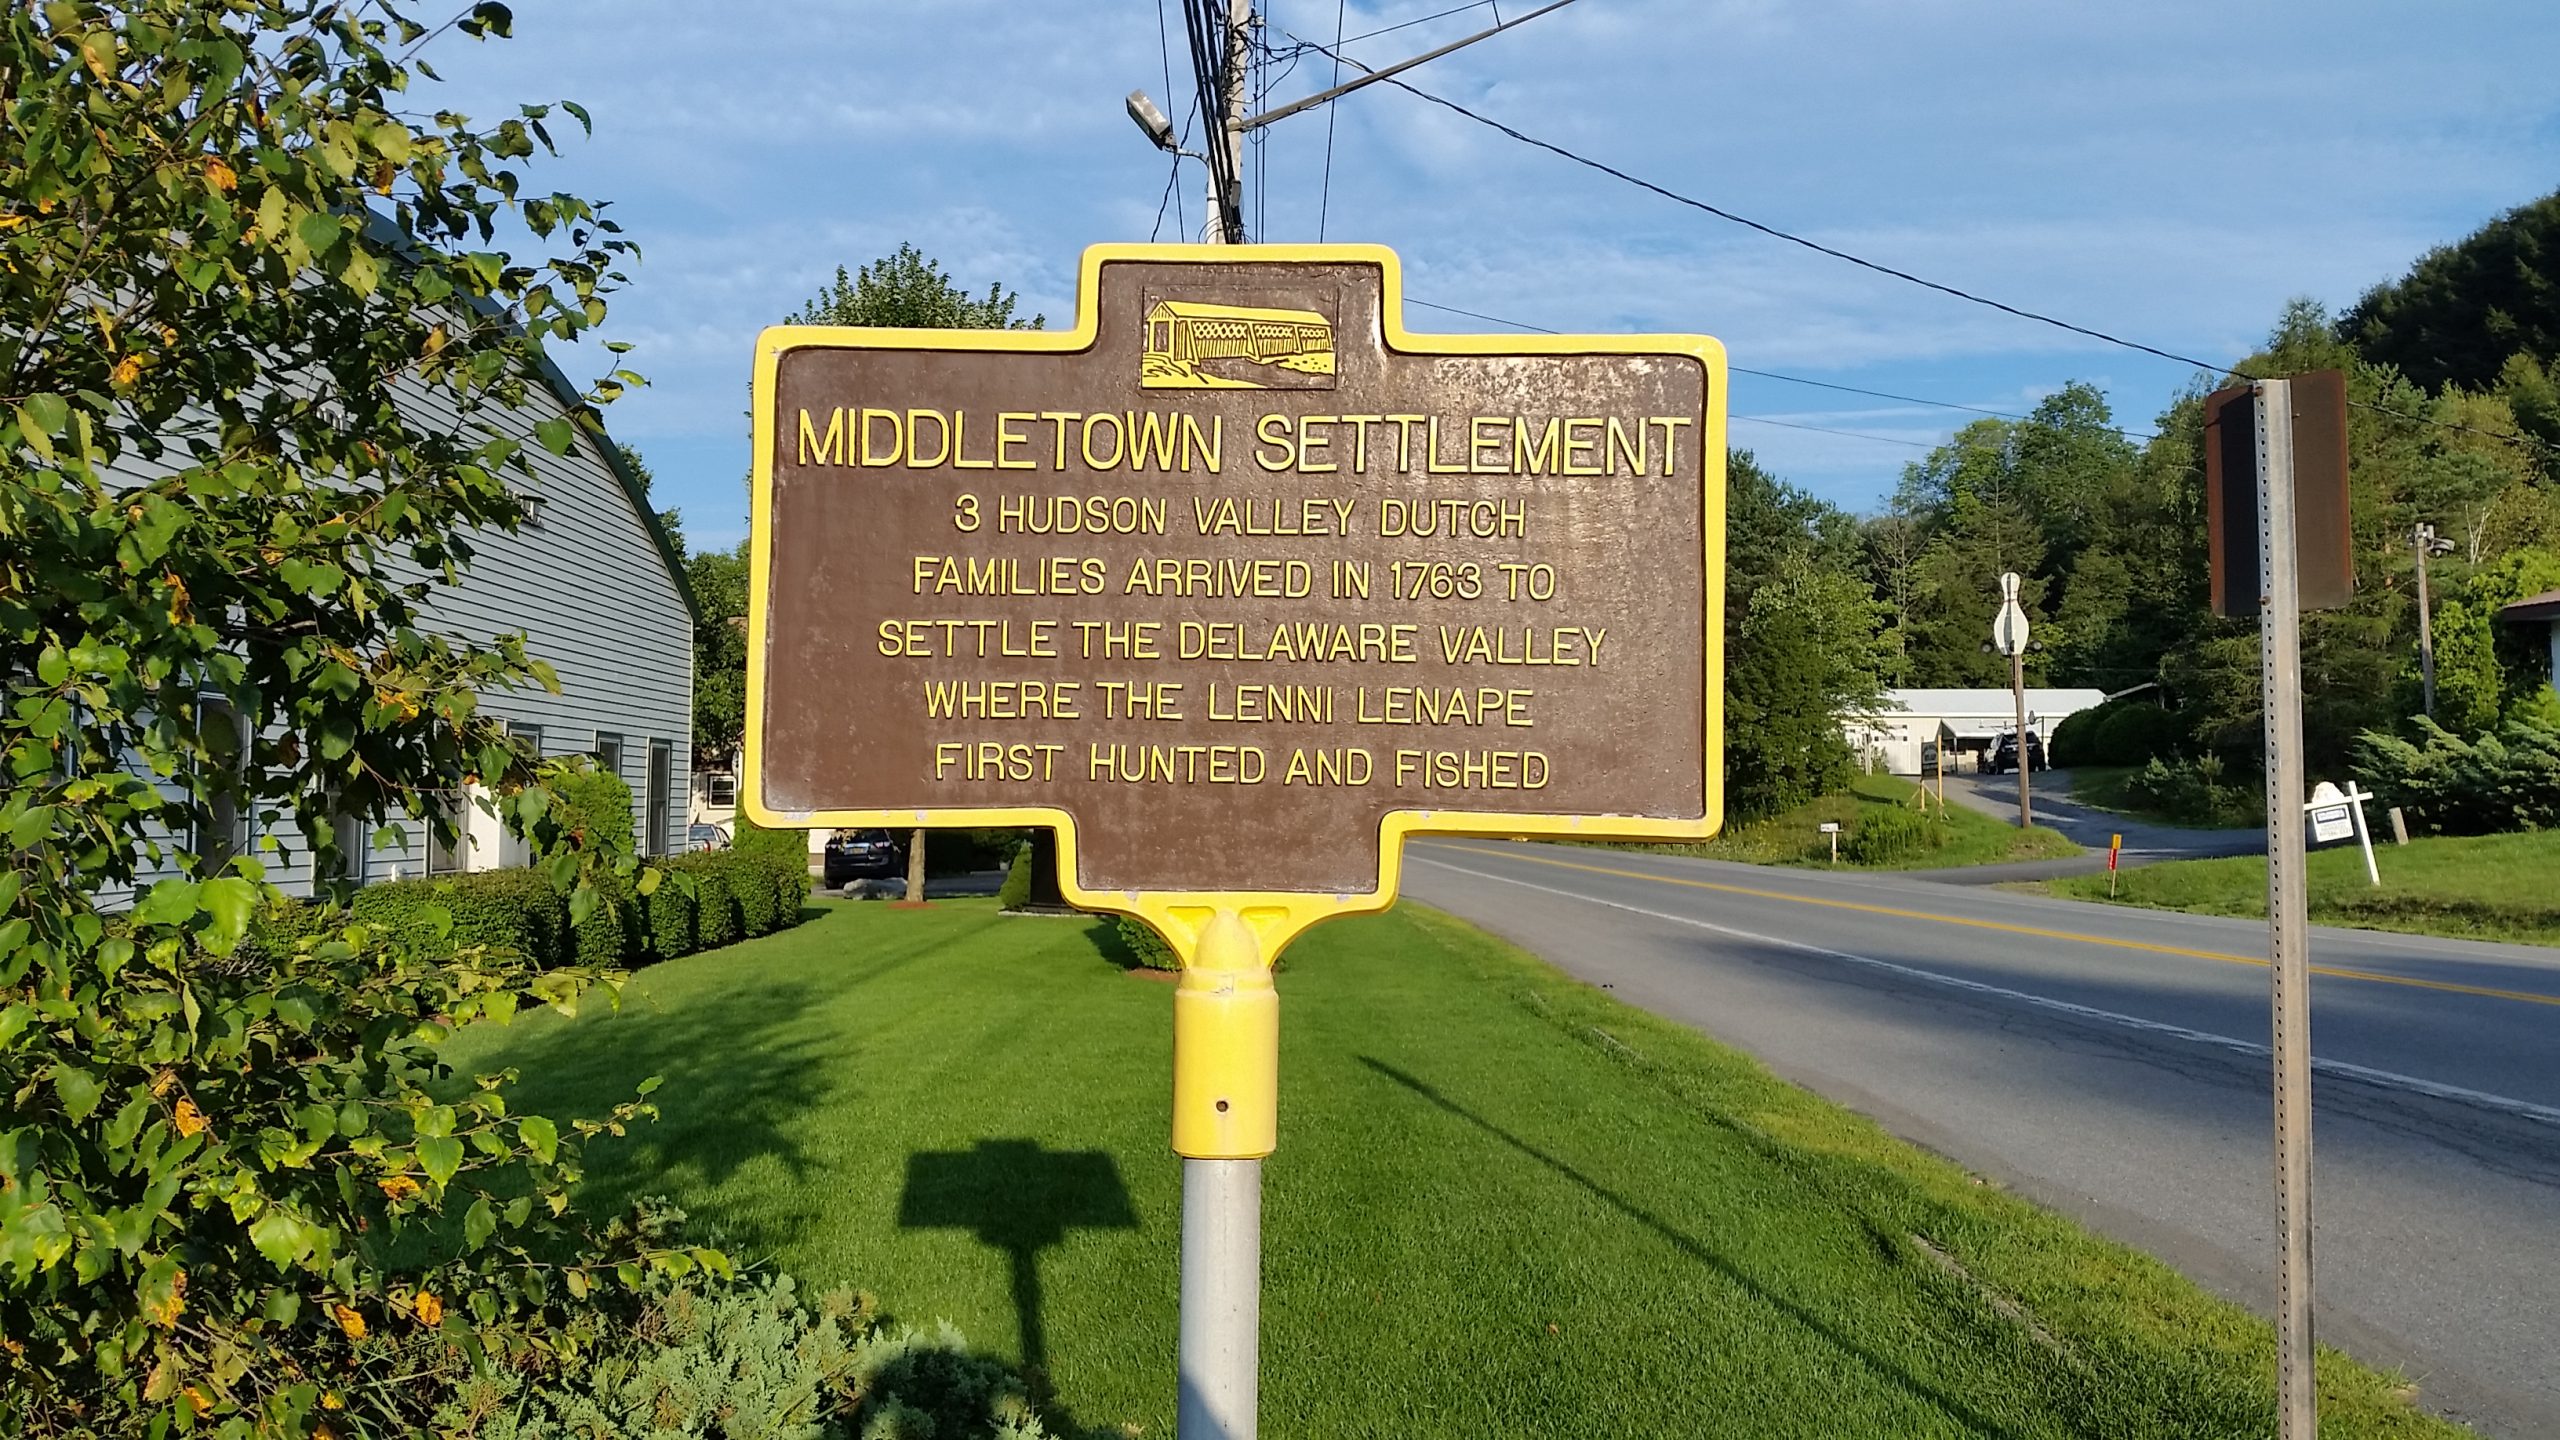 MIDDLETOWN SETTLEMENT
3 HUDSON VALLEY DUTCH
FAMILIES ARRIVED IN 1763 TO
SETTLE THE DELAWARE VALLEY
WHERE THE LENNI LENAPE
FIRST HUNTED AND FISHED